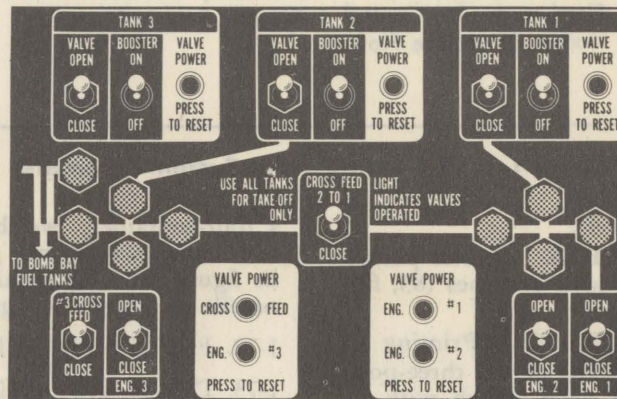 TANK 3
VALVE
OPEN
CLOSE
BOOSTER
ON
OFF
VALVE
POWER
PRESS
TO RESET
TANK 2
VALVE
OPEN
CLOSE
BOOSTER
ON
OFF
VALVE
POWER
PRESS
TO RESET
TANK 1
VALVE
OPEN
CLOSE
BOOSTER
ON
OFF
VALVE
POWER
PRESS
TO RESET
USE ALL TANKS
FOR TAKE-OFF
ONLY
CROSS FEED
2 TO 1
CLOSE
LIGHT
INDICATES VALVES
OPERATED
TO BOMB BAY
FUEL TANKS
#3 CROSS
FEED
CLOSE
OPEN
CLOSE
ENG. 3
VALVE POWER
CROSS FEED
ENG. #3
PRESS TO RESET
VALVE POWER
ENG. #1
ENG. #2
PRESS TO RESET
OPEN
CLOSE
ENG. 2
OPEN
CLOSE
ENG. 1